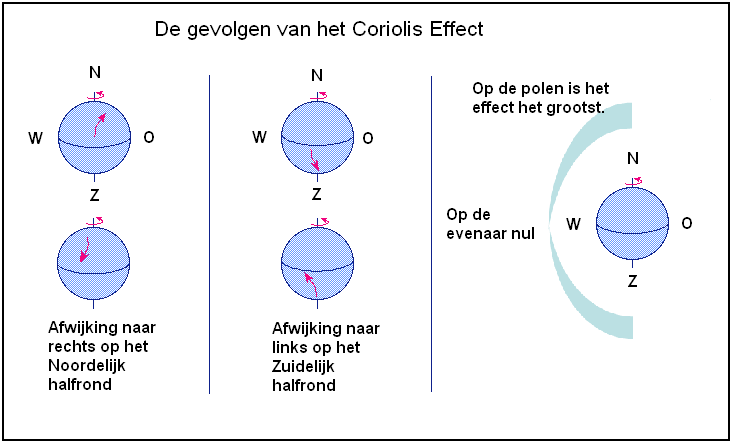 De gevolgen van het Coriolis Effect
N
W
O
Z
Afwijking naar
rechts op het
Noordelijk
halfrond
N
W
O
Z
Afwijking naar
links op het
Zuidelijk
halfrond
Op de polen is het
effect het grootst.
N
Op de
evenaar nul
W
O
Z